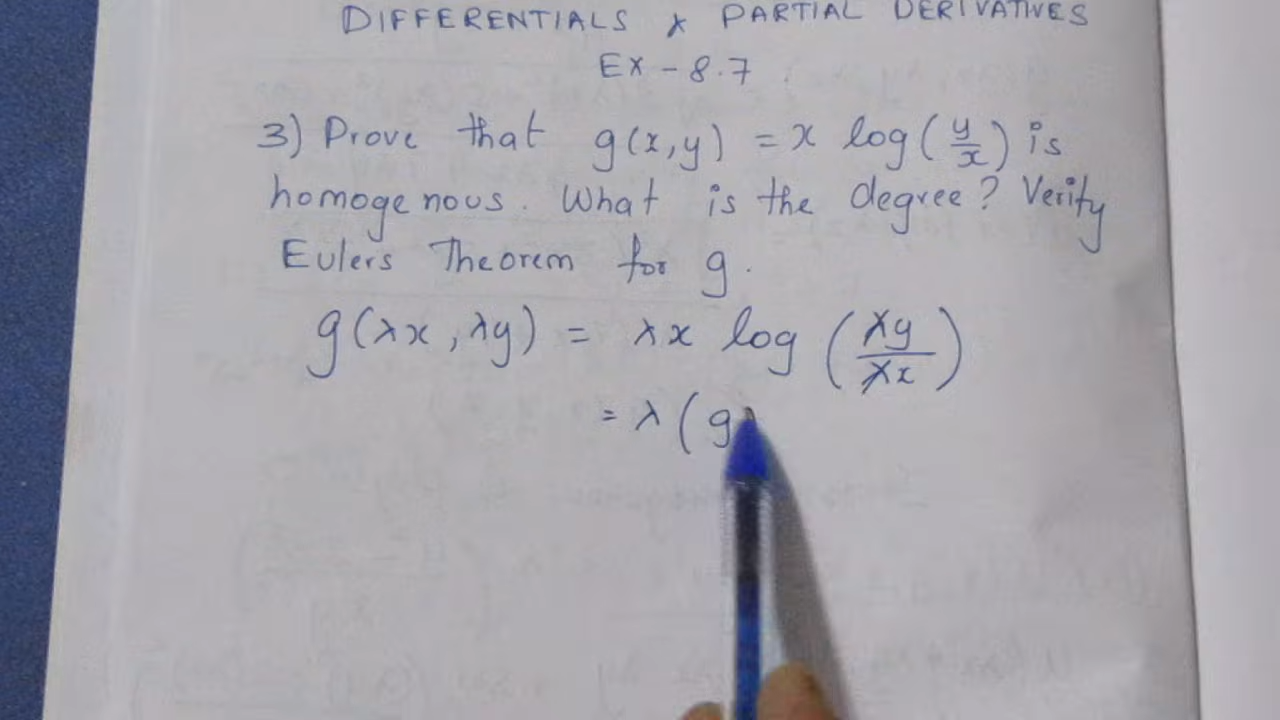 DIFFERENTIALS & PARTIAL DERIVATIVES
Ex - 8.7
3) Prove that g(x,y) = x log(y/x) is
homogenous. What is the degree? Verify
Eulers Theorem for g.
g(λx, λy) = λx log (λy/λx)
= λ (g